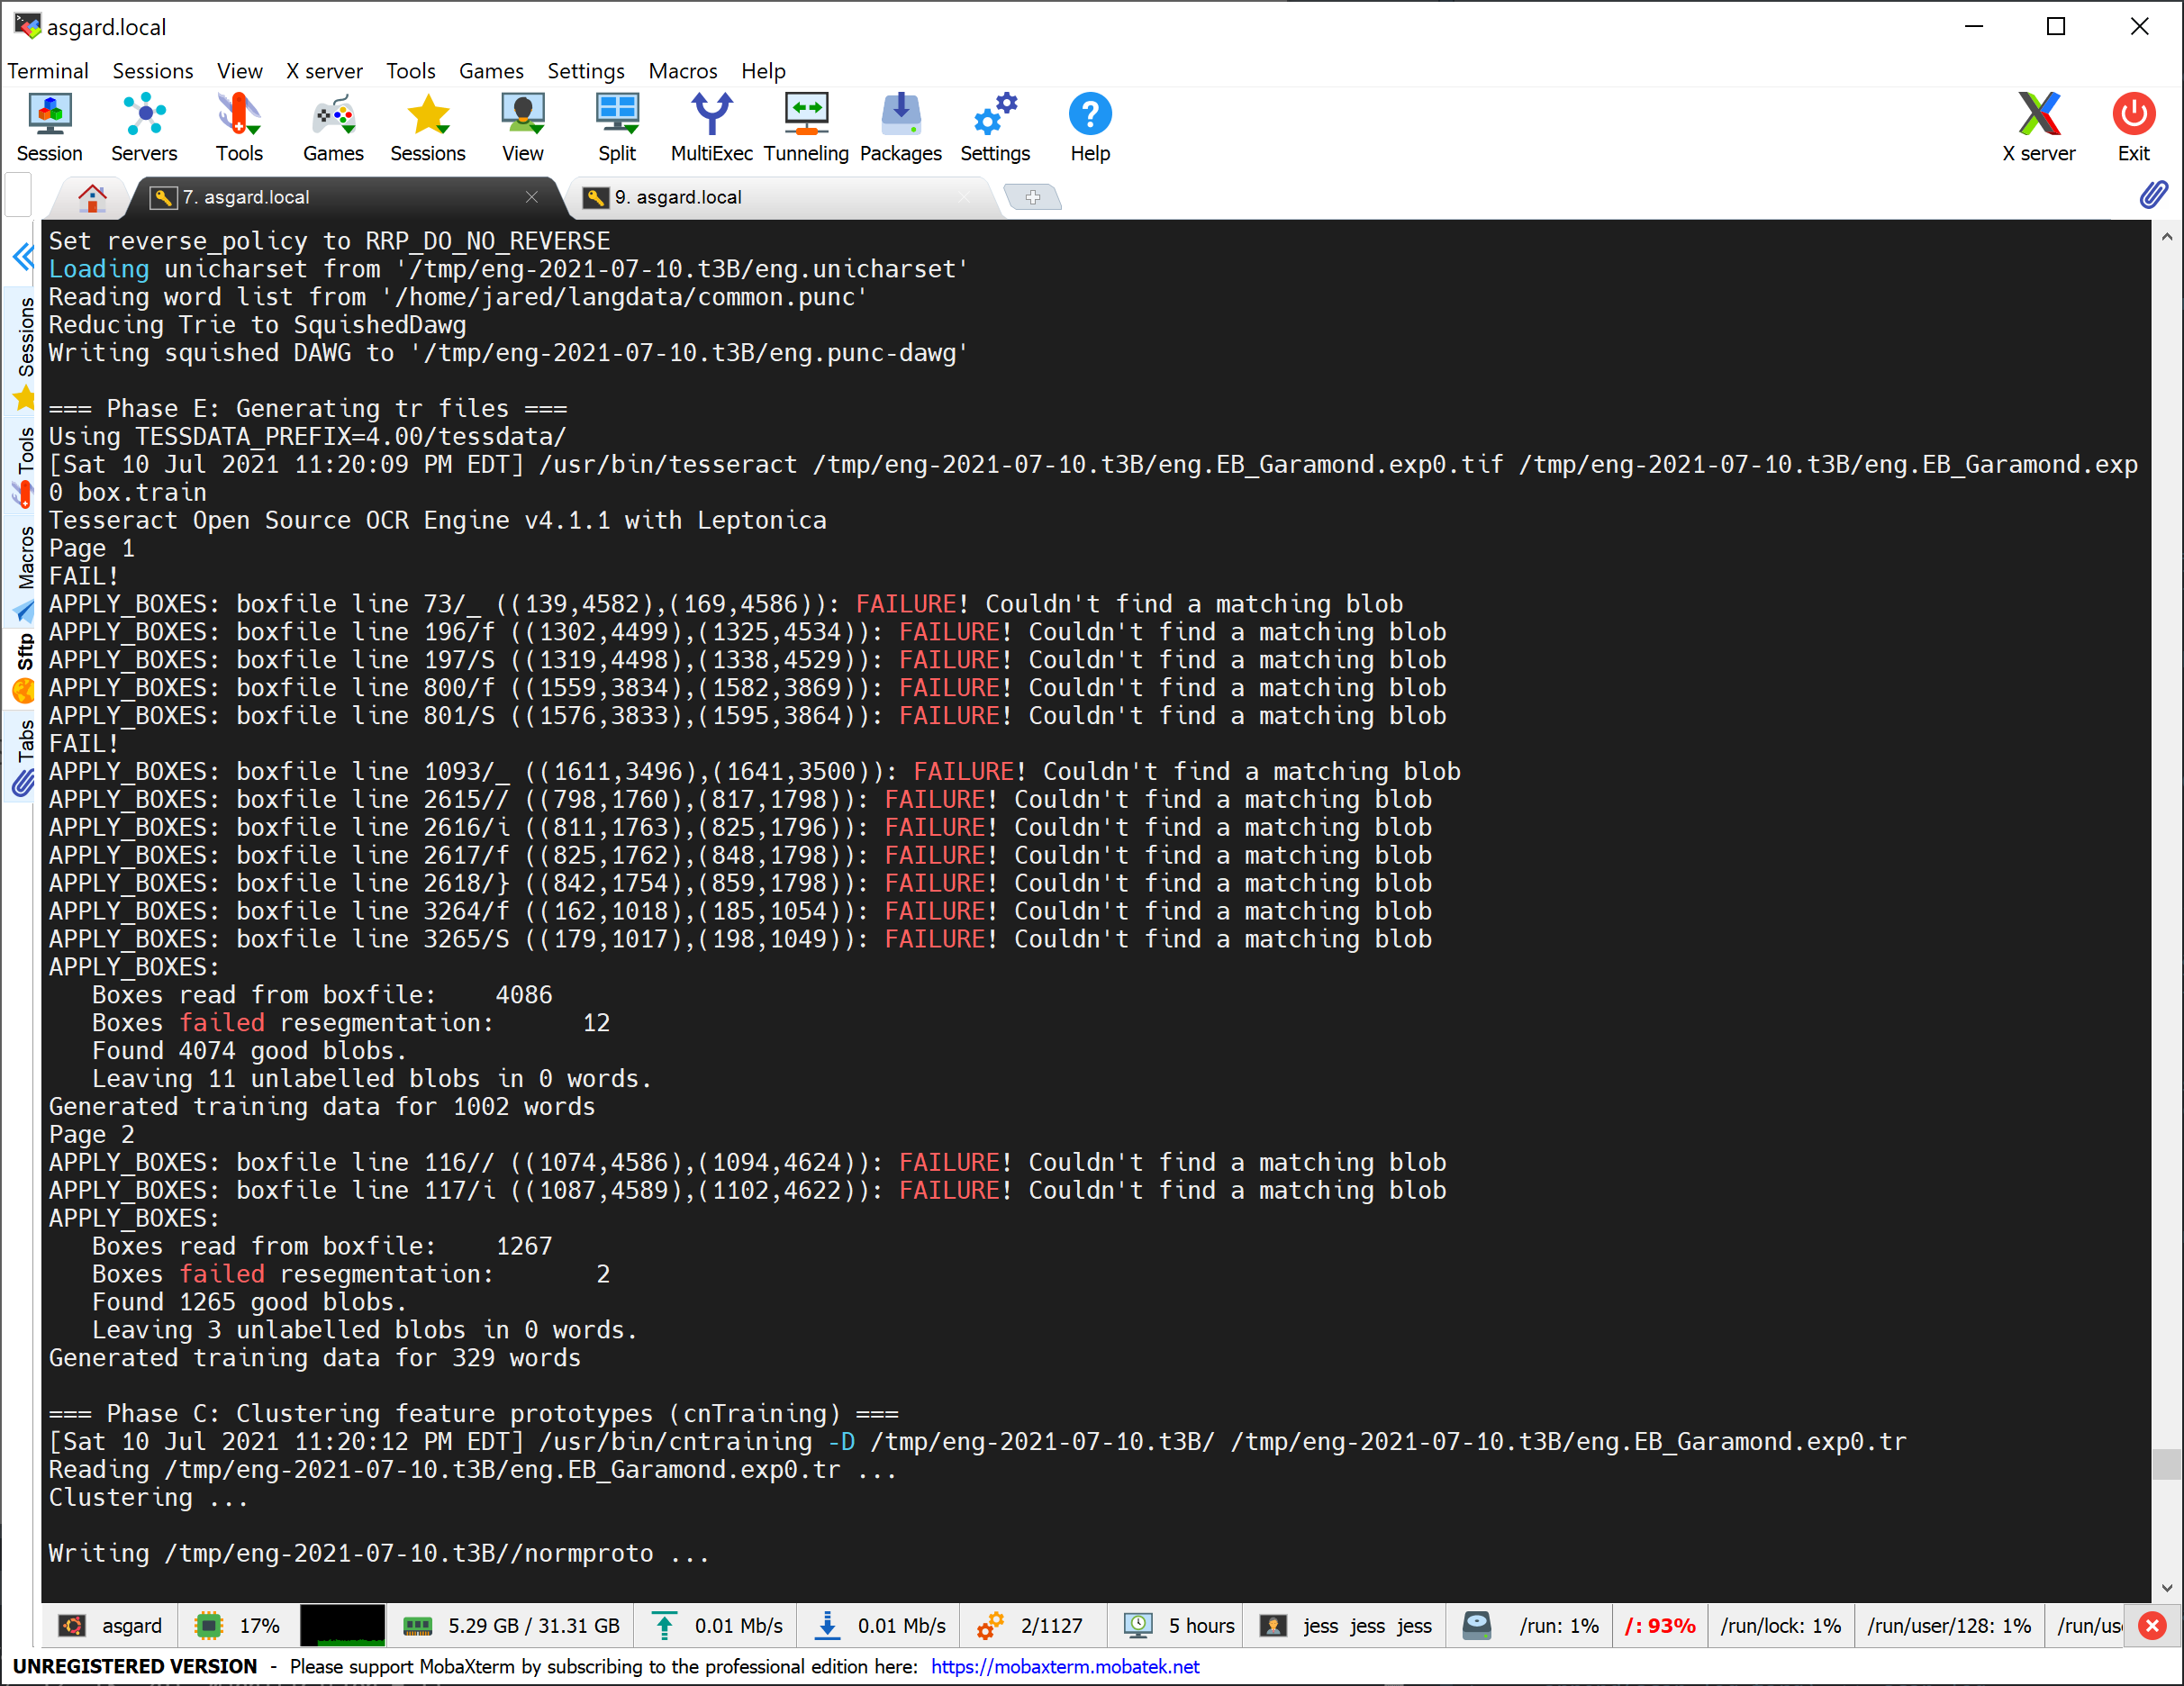 asgard.local
Terminal Sessions View X server Tools Games Settings Macros Help
Session Servers Tools Games Sessions View Split MultiExec Tunneling Packages Settings Help X server Exit
7. asgard.local 9. asgard.local
Sessions
Tools
Macros
Sftp
Tabs
Set reverse_policy to RRP_DO_NO_REVERSE
Loading unicharset from '/tmp/eng-2021-07-10.t3B/eng.unicharset'
Reading word list from '/home/jared/langdata/common.punc'
Reducing Trie to SquishedDawg
Writing squished DAWG to '/tmp/eng-2021-07-10.t3B/eng.punc-dawg'
=== Phase E: Generating tr files ===
Using TESSDATA_PREFIX=4.00/tessdata/
[Sat 10 Jul 2021 11:20:09 PM EDT] /usr/bin/tesseract /tmp/eng-2021-07-10.t3B/eng.EB_Garamond.exp0.tif /tmp/eng-2021-07-10.t3B/eng.EB_Garamond.exp
0 box.train
Tesseract Open Source OCR Engine v4.1.1 with Leptonica
Page 1
FAIL!
APPLY_BOXES: boxfile line 73/_ ((139,4582),(169,4586)): FAILURE! Couldn't find a matching blob
APPLY_BOXES: boxfile line 196/f ((1302,4499),(1325,4534)): FAILURE! Couldn't find a matching blob
APPLY_BOXES: boxfile line 197/S ((1319,4498),(1338,4529)): FAILURE! Couldn't find a matching blob
APPLY_BOXES: boxfile line 800/f ((1559,3834),(1582,3869)): FAILURE! Couldn't find a matching blob
APPLY_BOXES: boxfile line 801/S ((1576,3833),(1595,3864)): FAILURE! Couldn't find a matching blob
FAIL!
APPLY_BOXES: boxfile line 1093/_ ((1611,3496),(1641,3500)): FAILURE! Couldn't find a matching blob
APPLY_BOXES: boxfile line 2615// ((798,1760),(817,1798)): FAILURE! Couldn't find a matching blob
APPLY_BOXES: boxfile line 2616/i ((811,1763),(825,1796)): FAILURE! Couldn't find a matching blob
APPLY_BOXES: boxfile line 2617/f ((825,1762),(848,1798)): FAILURE! Couldn't find a matching blob
APPLY_BOXES: boxfile line 2618/} ((842,1754),(859,1798)): FAILURE! Couldn't find a matching blob
APPLY_BOXES: boxfile line 3264/f ((162,1018),(185,1054)): FAILURE! Couldn't find a matching blob
APPLY_BOXES: boxfile line 3265/S ((179,1017),(198,1049)): FAILURE! Couldn't find a matching blob
APPLY_BOXES:
Boxes read from boxfile: 4086
Boxes failed resegmentation: 12
Found 4074 good blobs.
Leaving 11 unlabelled blobs in 0 words.
Generated training data for 1002 words
Page 2
APPLY_BOXES: boxfile line 116// ((1074,4586),(1094,4624)): FAILURE! Couldn't find a matching blob
APPLY_BOXES: boxfile line 117/i ((1087,4589),(1102,4622)): FAILURE! Couldn't find a matching blob
APPLY_BOXES:
Boxes read from boxfile: 1267
Boxes failed resegmentation: 2
Found 1265 good blobs.
Leaving 3 unlabelled blobs in 0 words.
Generated training data for 329 words
=== Phase C: Clustering feature prototypes (cnTraining) ===
[Sat 10 Jul 2021 11:20:12 PM EDT] /usr/bin/cntraining -D /tmp/eng-2021-07-10.t3B/ /tmp/eng-2021-07-10.t3B/eng.EB_Garamond.exp0.tr
Reading /tmp/eng-2021-07-10.t3B/eng.EB_Garamond.exp0.tr ...
Clustering ...
Writing /tmp/eng-2021-07-10.t3B//normproto ...
asgard 17% 5.29 GB / 31.31 GB 0.01 Mb/s 0.01 Mb/s 2/1127 5 hours jess jess jess /run: 1% /: 93% /run/lock: 1% /run/user/128: 1% /run/us
UNREGISTERED VERSION - Please support MobaXterm by subscribing to the professional edition here: https://mobaxterm.mobatek.net